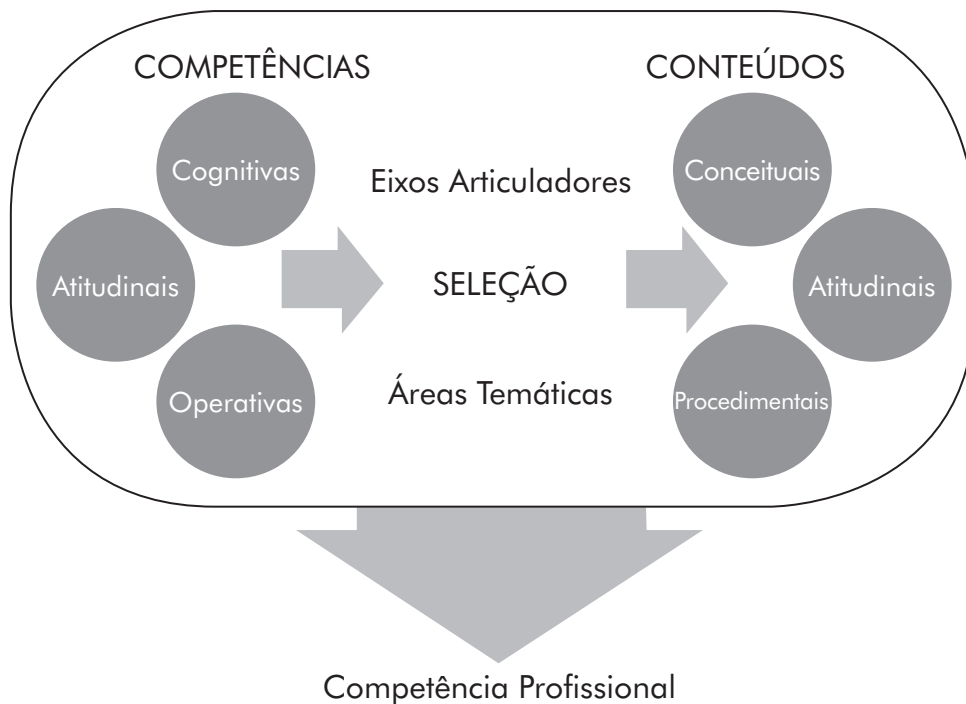 COMPETÊNCIAS
CONTEÚDOS
Cognitivas
Eixos Articuladores
Conceituais
Atitudinais
SELEÇÃO
Atitudinais
Operativas
Áreas Temáticas
Procedimentais
Competência Profissional